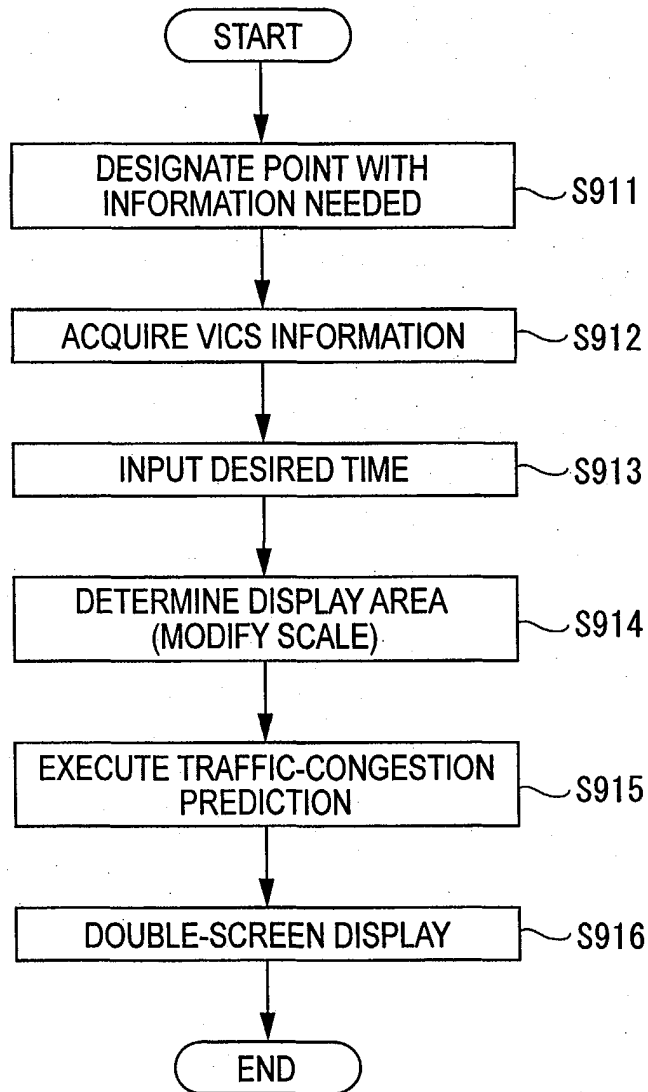 START
DESIGNATE POINT WITH
INFORMATION NEEDED
S911
ACQUIRE VICS INFORMATION
S912
INPUT DESIRED TIME
S913
DETERMINE DISPLAY AREA
(MODIFY SCALE)
S914
EXECUTE TRAFFIC-CONGESTION
PREDICTION
S915
DOUBLE-SCREEN DISPLAY
S916
END